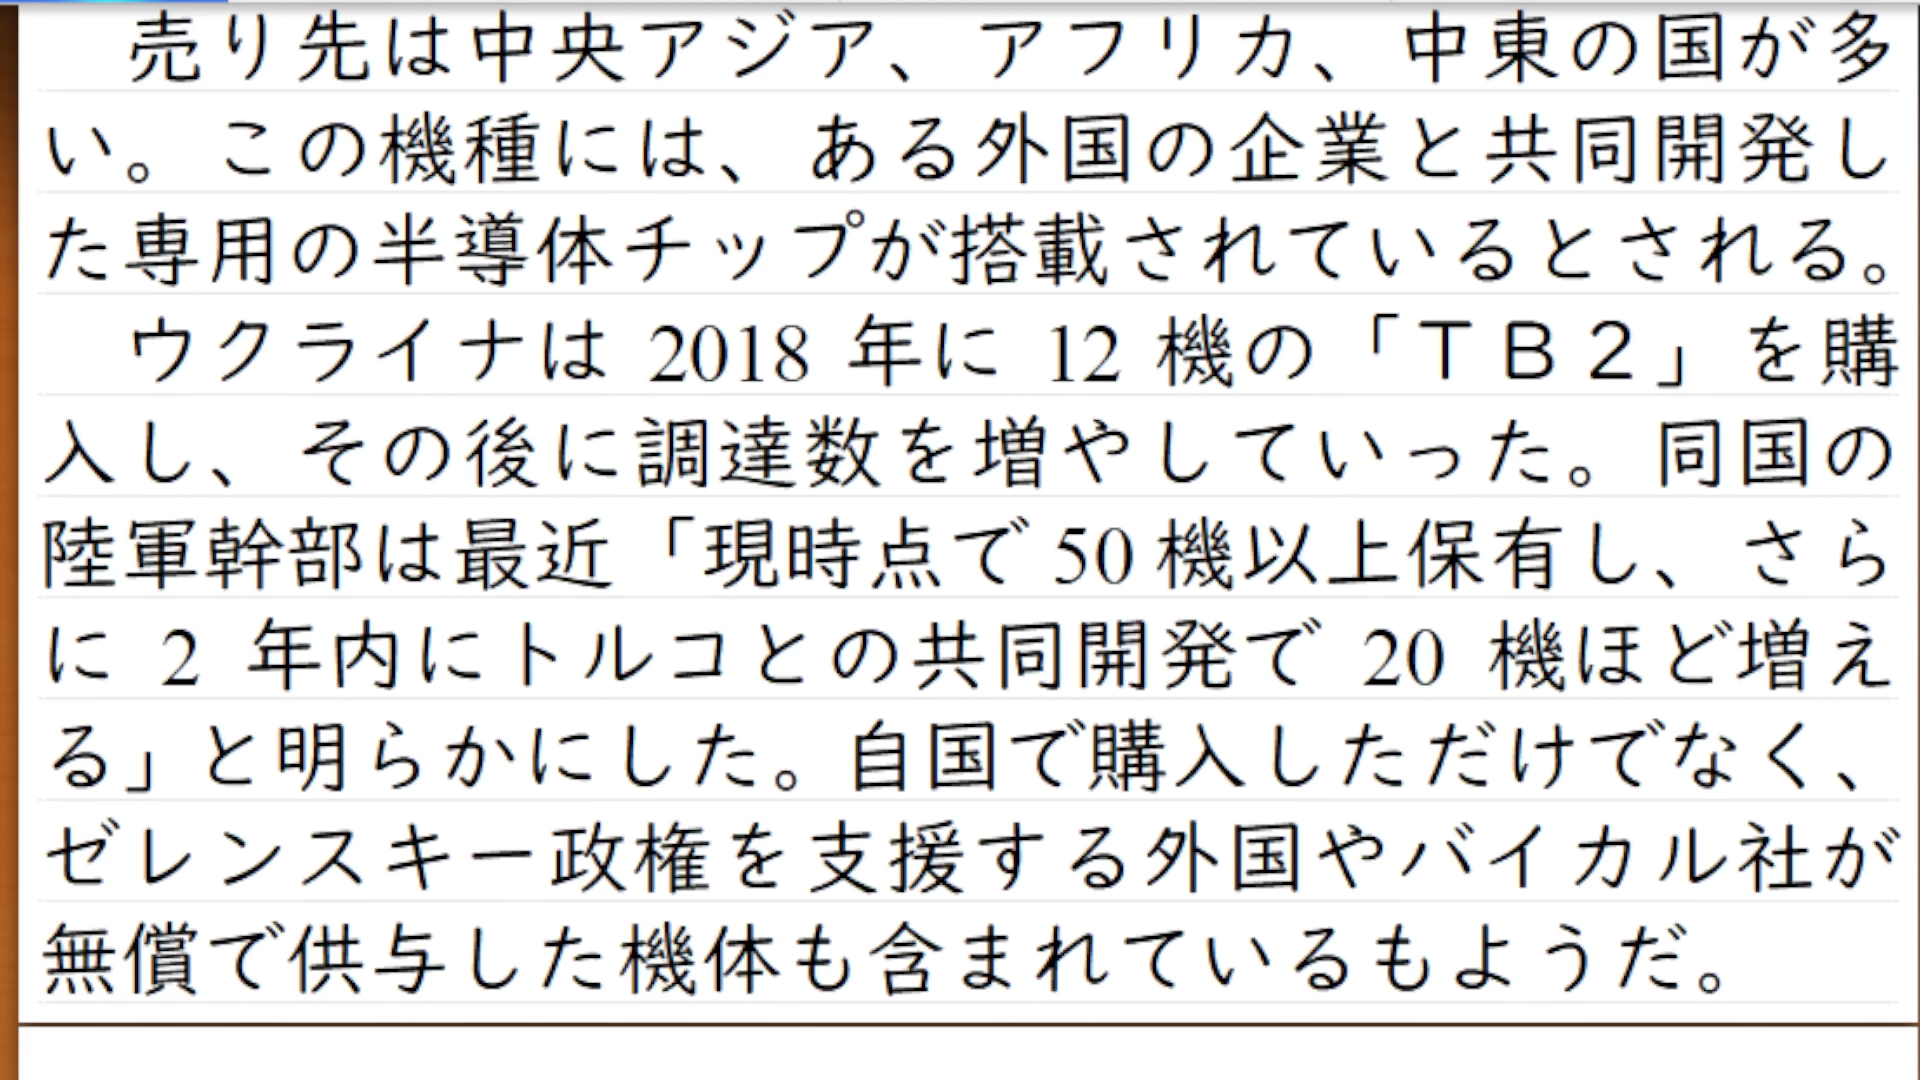 売り先は中央アジア、アフリカ、中東の国が多
い。この機種には、ある外国の企業と共同開発し
た専用の半導体チップが搭載されているとされる。
ウクライナは 2018 年に 12 機の「ＴＢ２」を購
入し、その後に調達数を増やしていった。同国の
陸軍幹部は最近「現時点で 50 機以上保有し、さら
に 2 年内にトルコとの共同開発で 20 機ほど増え
る」と明らかにした。自国で購入しただけでなく、
ゼレンスキー政権を支援する外国やバイカル社が
無償で供与した機体も含まれているもようだ。